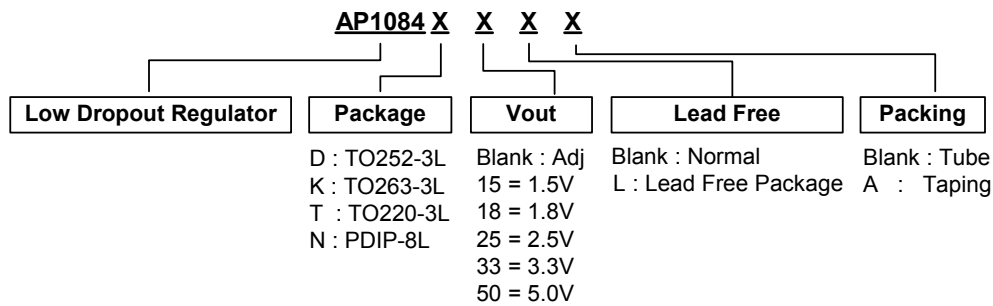 AP1084 X X X X
Low Dropout Regulator Package Vout Lead Free Packing
D : TO252-3L Blank : Adj Blank : Normal Blank : Tube
K : TO263-3L 15 = 1.5V L : Lead Free Package A : Taping
T : TO220-3L 18 = 1.8V
N : PDIP-8L 25 = 2.5V
33 = 3.3V
50 = 5.0V